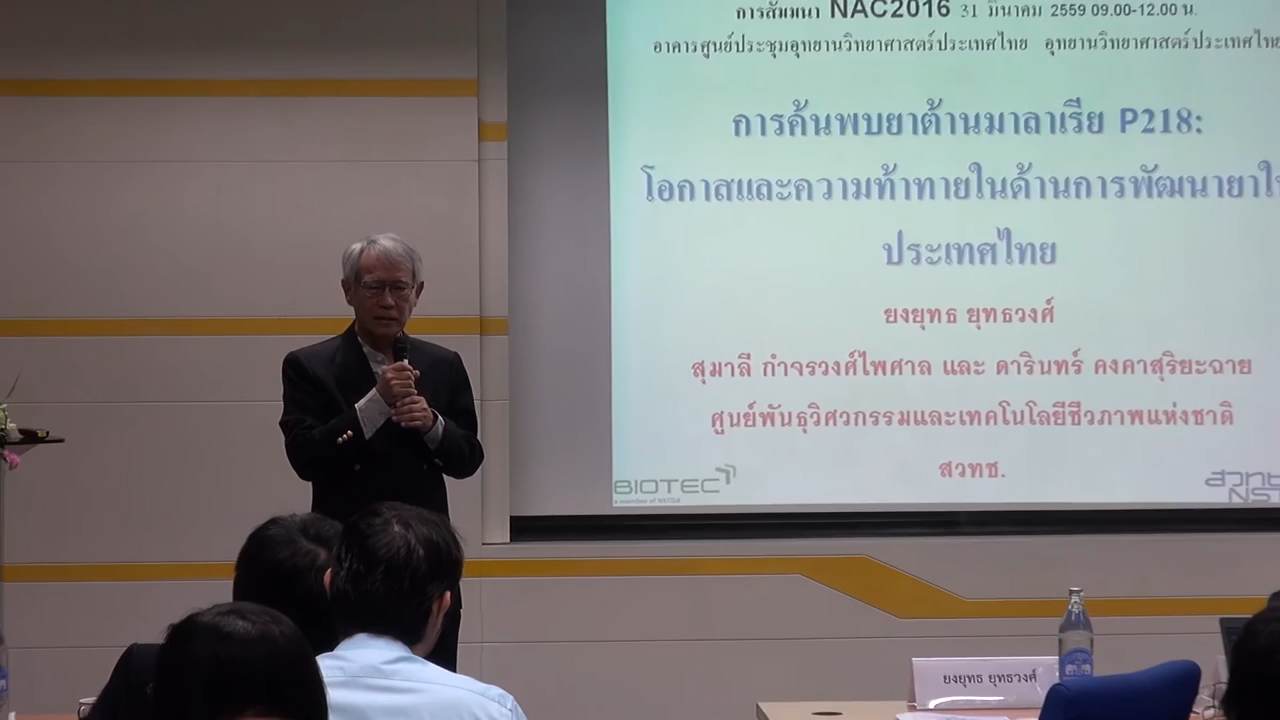 การสัมมนา NAC2016 31 มีนาคม 2559 09.00-12.00 น.
อาคารศูนย์ประชุมอุทยานวิทยาศาสตร์ประเทศไทย อุทยานวิทยาศาสตร์ประเทศไทย
การค้นพบยาต้านมาลาเรีย P218:
โอกาสและความท้าทายในด้านการพัฒนายาใน
ประเทศไทย
ยงยุทธ ยุทธวงศ์
สุมาลี กำจรวงศ์ไพศาล และ ดารินทร์ คงคาสุริยะฉาย
ศูนย์พันธุวิศวกรรมและเทคโนโลยีชีวภาพแห่งชาติ
สวทช.
BIOTEC
a member of NSTDA
สวทช
NST
ยงยุทธ ยุทธวงศ์